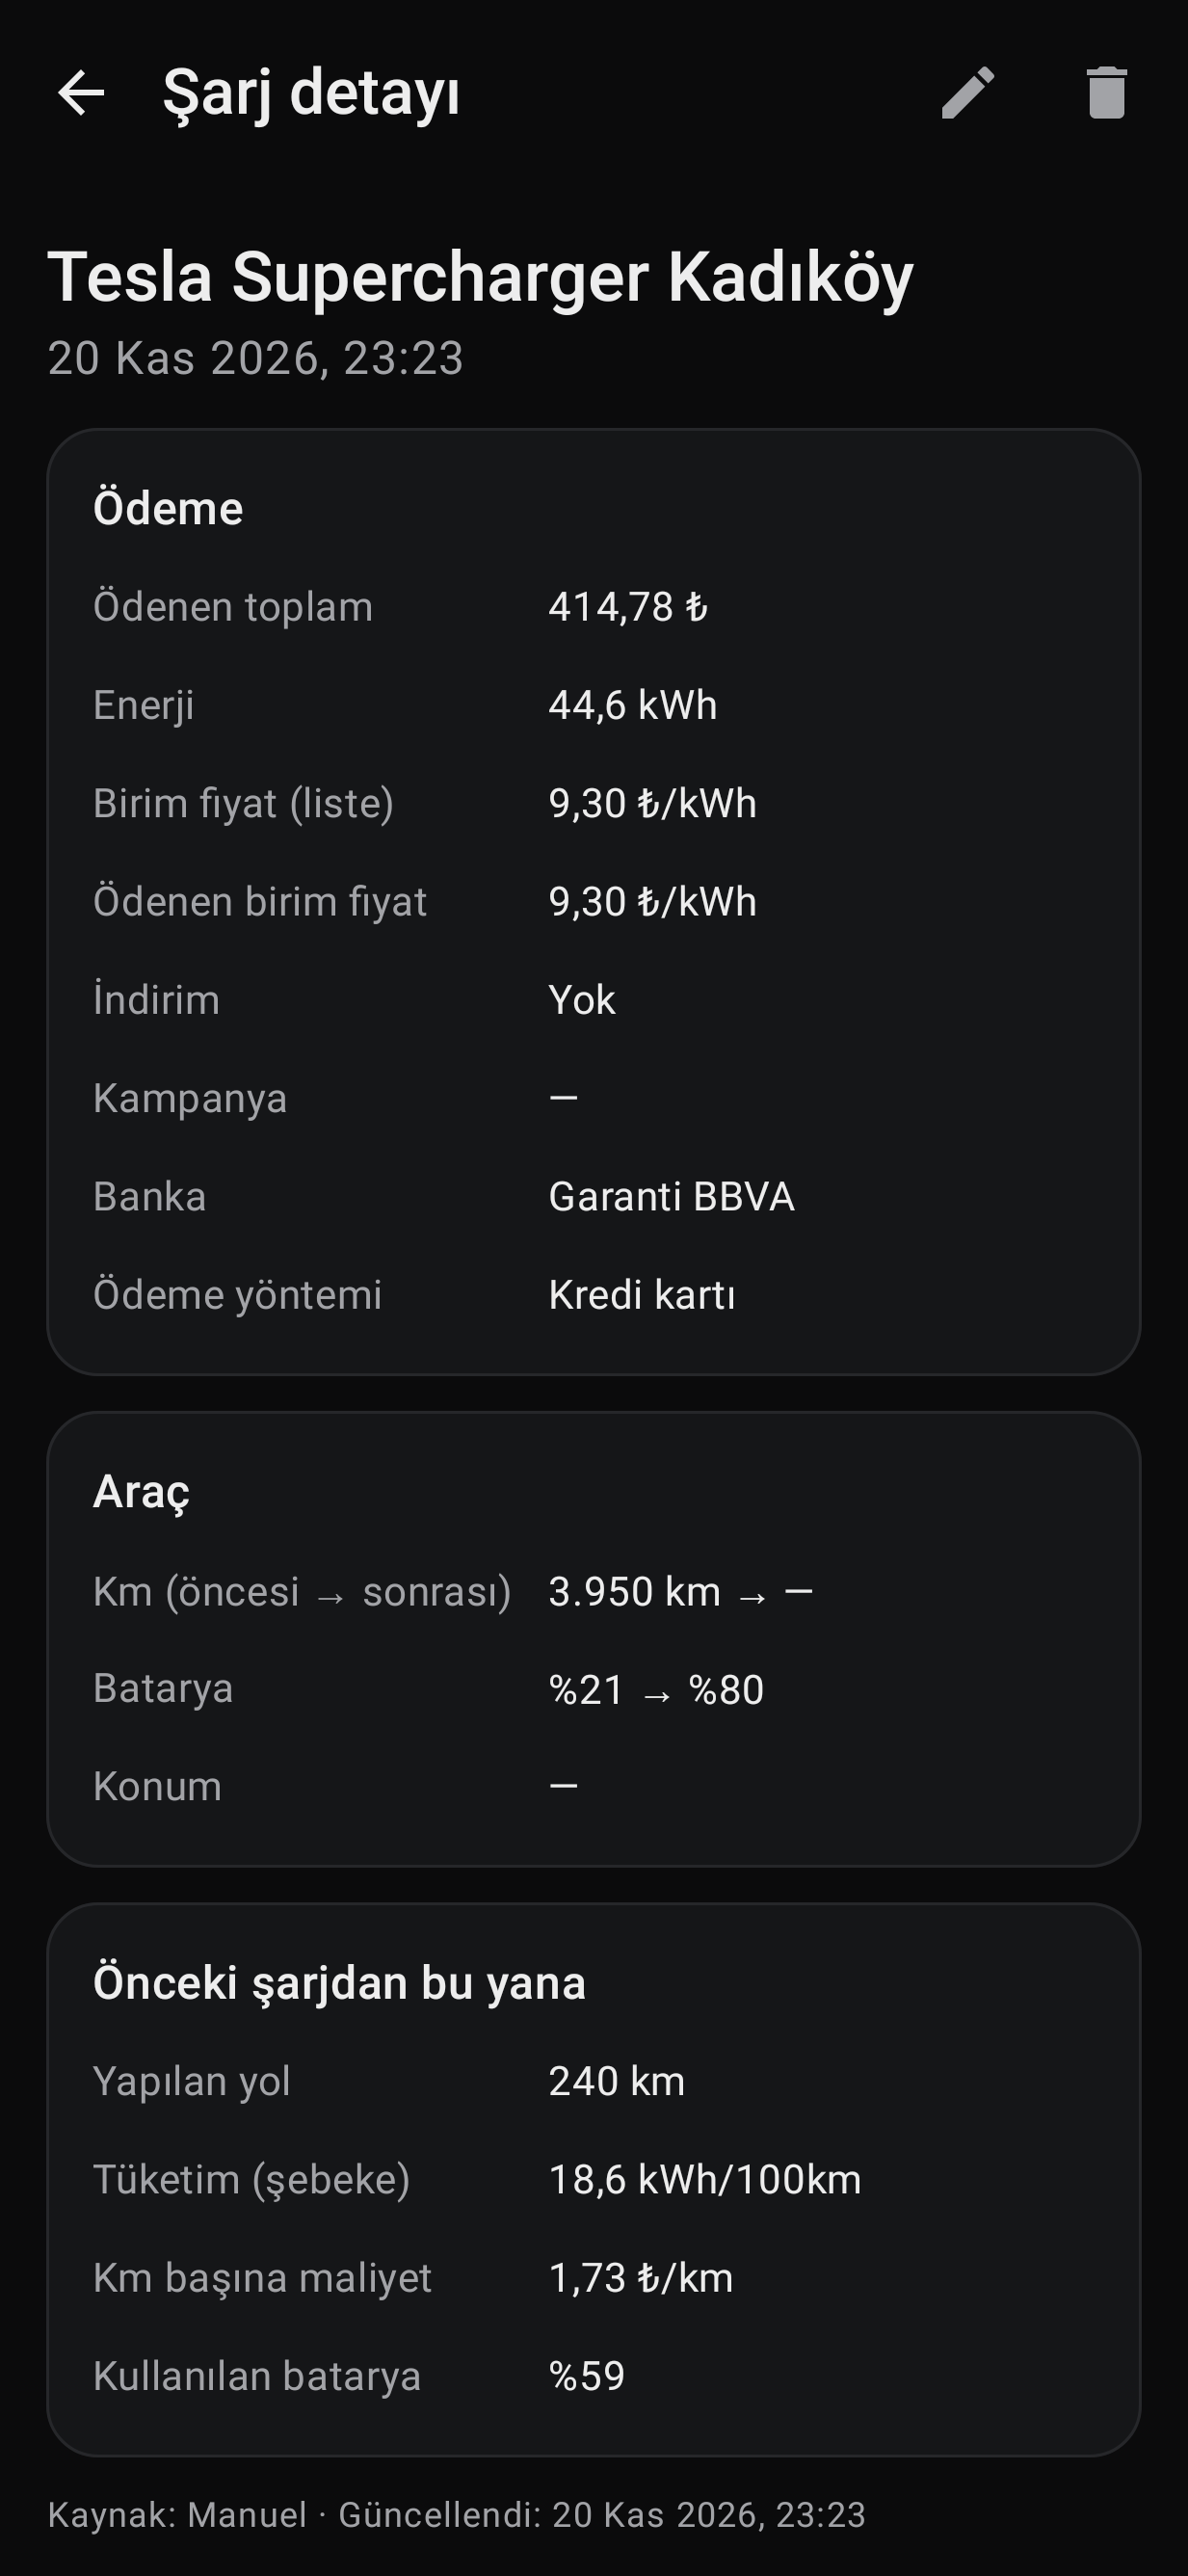 Şarj detayı
Tesla Supercharger Kadıköy
20 Kas 2026, 23:23
Ödeme
Ödenen toplam 414,78 ₺
Enerji 44,6 kWh
Birim fiyat (liste) 9,30 ₺/kWh
Ödenen birim fiyat 9,30 ₺/kWh
İndirim Yok
Kampanya —
Banka Garanti BBVA
Ödeme yöntemi Kredi kartı
Araç
Km (öncesi → sonrası) 3.950 km → —
Batarya %21 → %80
Konum —
Önceki şarjdan bu yana
Yapılan yol 240 km
Tüketim (şebeke) 18,6 kWh/100km
Km başına maliyet 1,73 ₺/km
Kullanılan batarya %59
Kaynak: Manuel · Güncellendi: 20 Kas 2026, 23:23